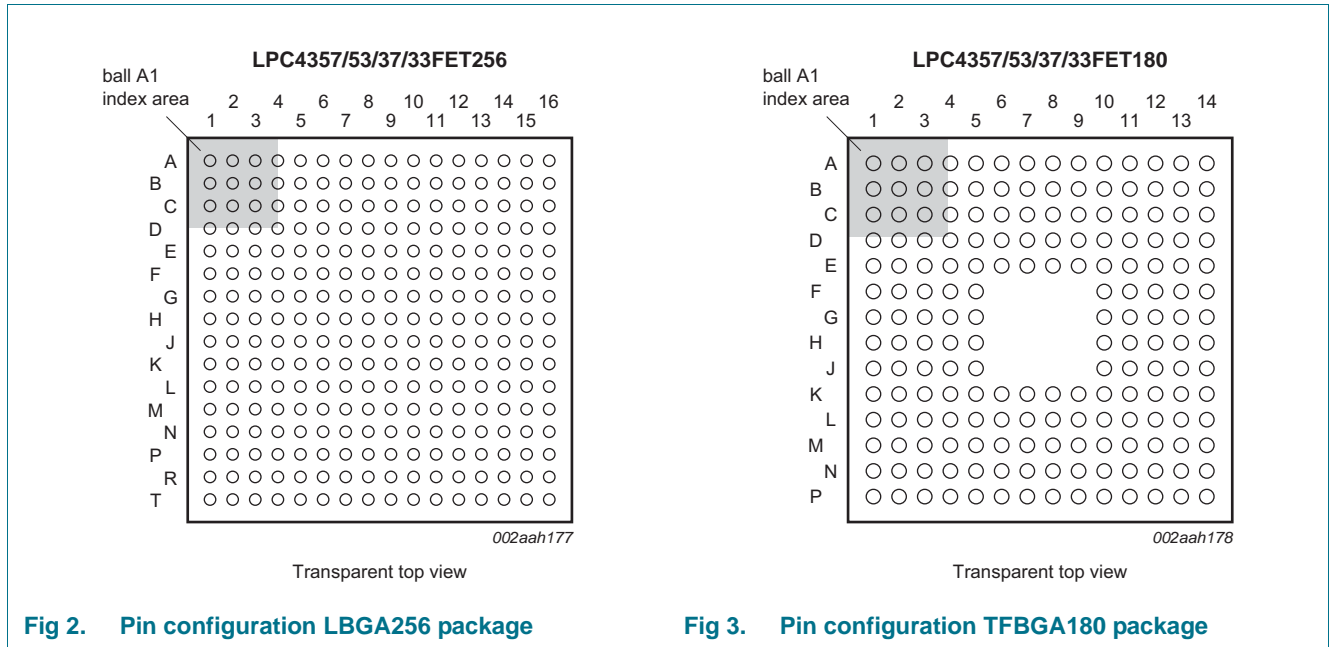 LPC4357/53/37/33FET256
ball A1
index area
2 4 6 8 10 12 14 16
1 3 5 7 9 11 13 15
A
B
C
D
E
F
G
H
J
K
L
M
N
P
R
T
002aah177
Transparent top view
Fig 2. Pin configuration LBGA256 package
LPC4357/53/37/33FET180
ball A1
index area
2 4 6 8 10 12 14
1 3 5 7 9 11 13
A
B
C
D
E
F
G
H
J
K
L
M
N
P
002aah178
Transparent top view
Fig 3. Pin configuration TFBGA180 package